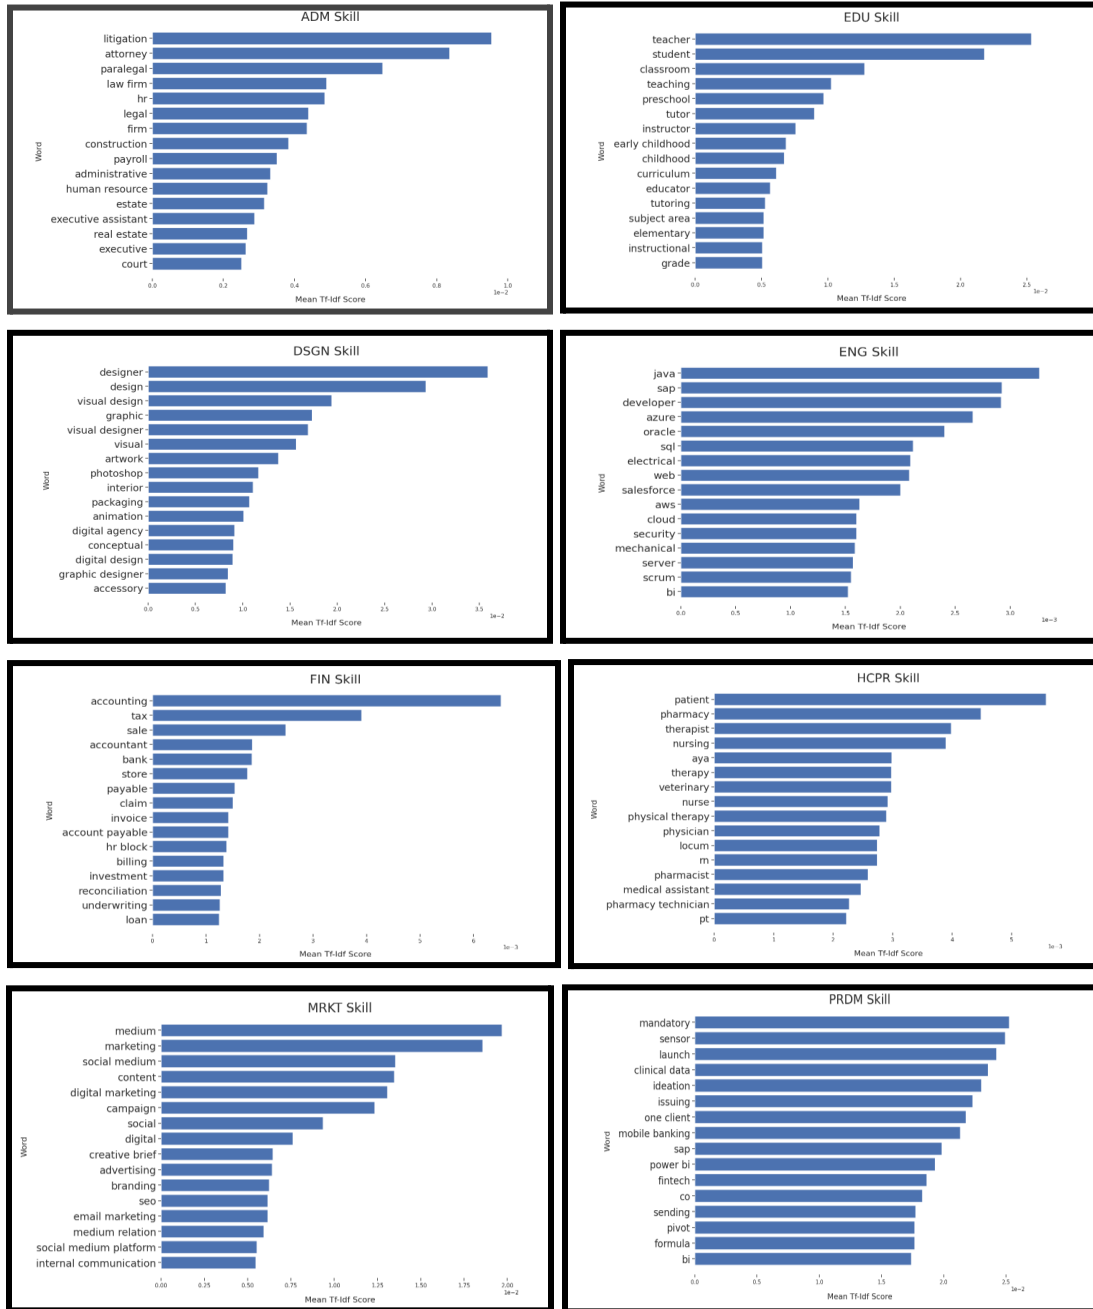 ADM Skill
litigation
attorney
paralegal
law firm
hr
legal
firm
construction
payroll
administrative
human resource
estate
executive assistant
real estate
executive
court
Word
0.0 0.2 0.4 0.6 0.8 1.0
1e−2
Mean Tf-Idf Score
EDU Skill
teacher
student
classroom
teaching
preschool
tutor
instructor
early childhood
childhood
curriculum
educator
tutoring
subject area
elementary
instructional
grade
Word
0.0 0.5 1.0 1.5 2.0 2.5
1e−2
Mean Tf-Idf Score
DSGN Skill
designer
design
visual design
graphic
visual designer
visual
artwork
photoshop
interior
packaging
animation
digital agency
conceptual
digital design
graphic designer
accessory
Word
0.0 0.5 1.0 1.5 2.0 2.5 3.0 3.5
1e−2
Mean Tf-Idf Score
ENG Skill
java
sap
developer
azure
oracle
sql
electrical
web
salesforce
aws
cloud
security
mechanical
server
scrum
bi
Word
0.0 0.5 1.0 1.5 2.0 2.5 3.0
1e−3
Mean Tf-Idf Score
FIN Skill
accounting
tax
sale
accountant
bank
store
payable
claim
invoice
account payable
hr block
billing
investment
reconciliation
underwriting
loan
Word
0 1 2 3 4 5 6
1e−3
Mean Tf-Idf Score
HCPR Skill
patient
pharmacy
therapist
nursing
aya
therapy
veterinary
nurse
physical therapy
physician
locum
rn
pharmacist
medical assistant
pharmacy technician
pt
Word
0 1 2 3 4 5
1e−3
Mean Tf-Idf Score
MRKT Skill
medium
marketing
social medium
content
digital marketing
campaign
social
digital
creative brief
advertising
branding
seo
email marketing
medium relation
social medium platform
internal communication
Word
0.00 0.25 0.50 0.75 1.00 1.25 1.50 1.75 2.00
1e−2
Mean Tf-Idf Score
PRDM Skill
mandatory
sensor
launch
clinical data
ideation
issuing
one client
mobile banking
sap
power bi
fintech
co
sending
pivot
formula
bi
Word
0.0 0.5 1.0 1.5 2.0 2.5
1e−2
Mean Tf-Idf Score